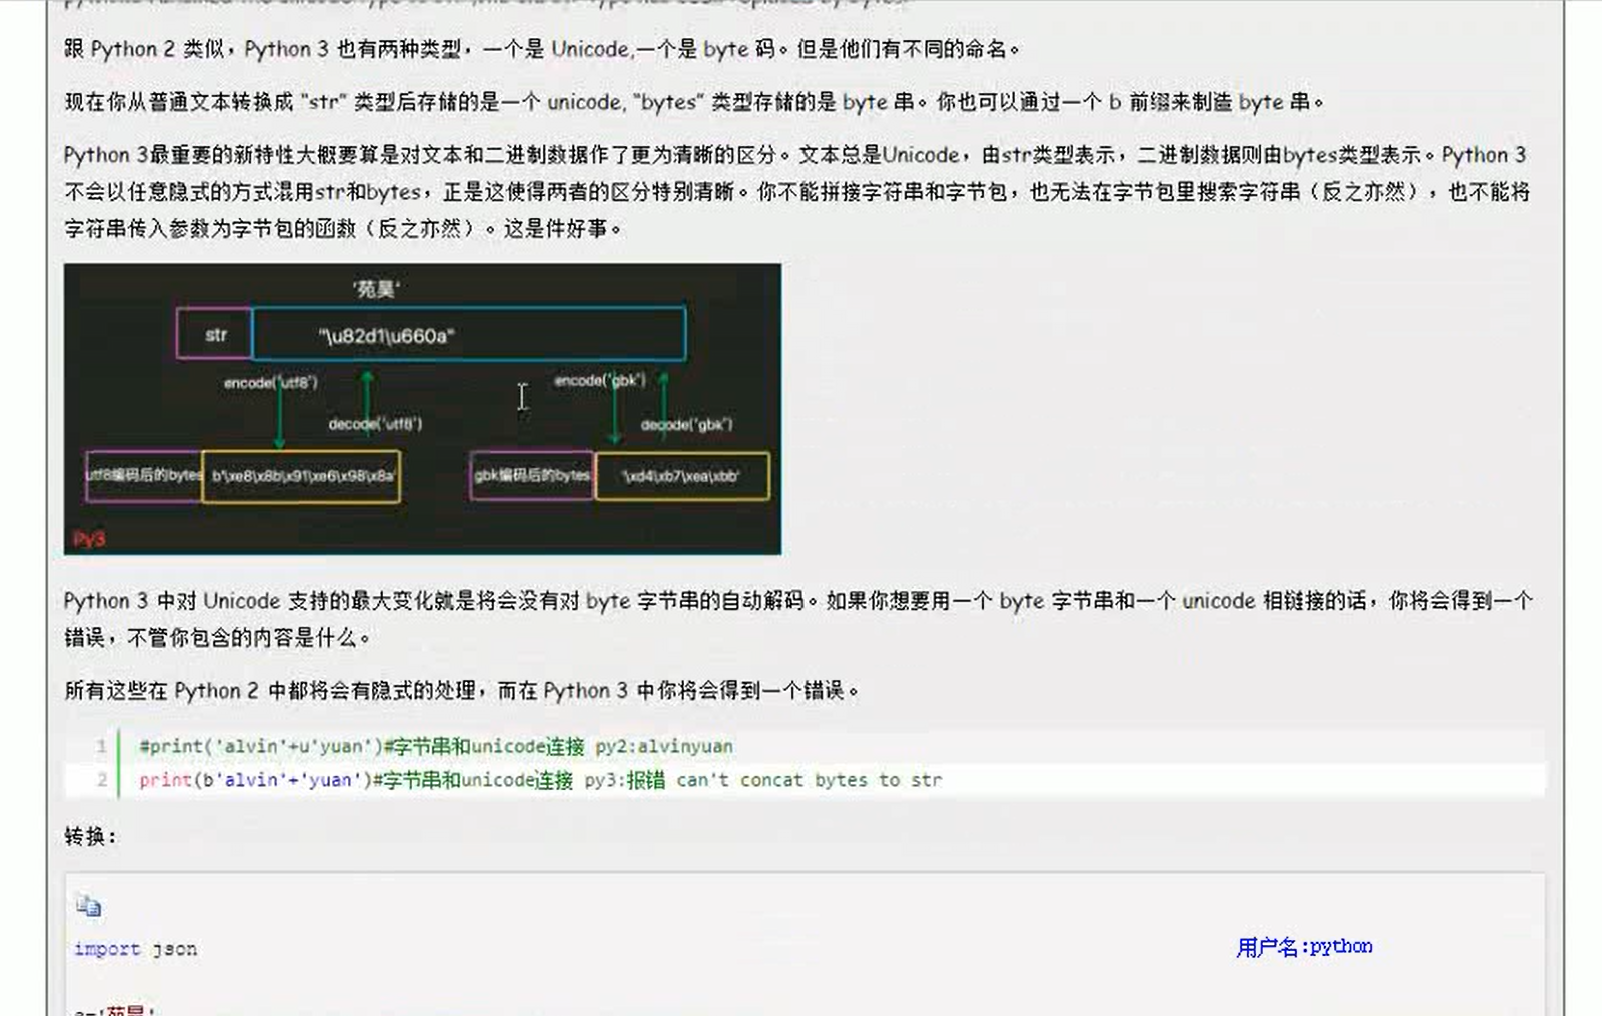 跟 Python 2 类似，Python 3 也有两种类型，一个是 Unicode,一个是 byte 码。但是他们有不同的命名。
现在你从普通文本转换成 “str” 类型后存储的是一个 unicode, “bytes” 类型存储的是 byte 串。你也可以通过一个 b 前缀来制造 byte 串。
Python 3最重要的新特性大概要算是对文本和二进制数据作了更为清晰的区分。文本总是Unicode，由str类型表示，二进制数据则由bytes类型表示。Python 3
不会以任意隐式的方式混用str和bytes，正是这使得两者的区分特别清晰。你不能拼接字符串和字节包，也无法在字节包里搜索字符串（反之亦然），也不能将
字符串传入参数为字节包的函数（反之亦然）。这是件好事。
'苑昊'
str "\u82d1\u660a"
encode('utf8') encode('gbk')
decode('utf8') decode('gbk')
utf8编码后的bytes b'\xe8\x8b\x91\xe6\x98\x8a' gbk编码后的bytes '\xd4\xb7\xea\xbb'
Py3
Python 3 中对 Unicode 支持的最大变化就是将会没有对 byte 字节串的自动解码。如果你想要用一个 byte 字节串和一个 unicode 相链接的话，你将会得到一个
错误，不管你包含的内容是什么。
所有这些在 Python 2 中都将会有隐式的处理，而在 Python 3 中你将会得到一个错误。
1 #print('alvin'+u'yuan')#字节串和unicode连接 py2:alvinyuan
2 print(b'alvin'+'yuan')#字节串和unicode连接 py3:报错 can't concat bytes to str
转换：
import json
用户名:python